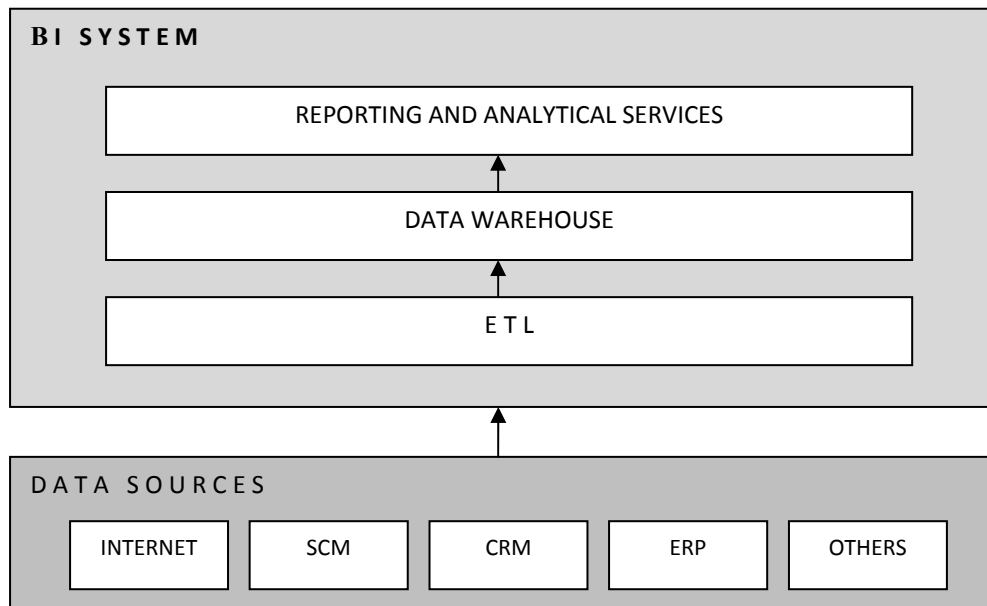 BI SYSTEM
REPORTING AND ANALYTICAL SERVICES
DATA WAREHOUSE
ETL
DATA SOURCES
INTERNET
SCM
CRM
ERP
OTHERS